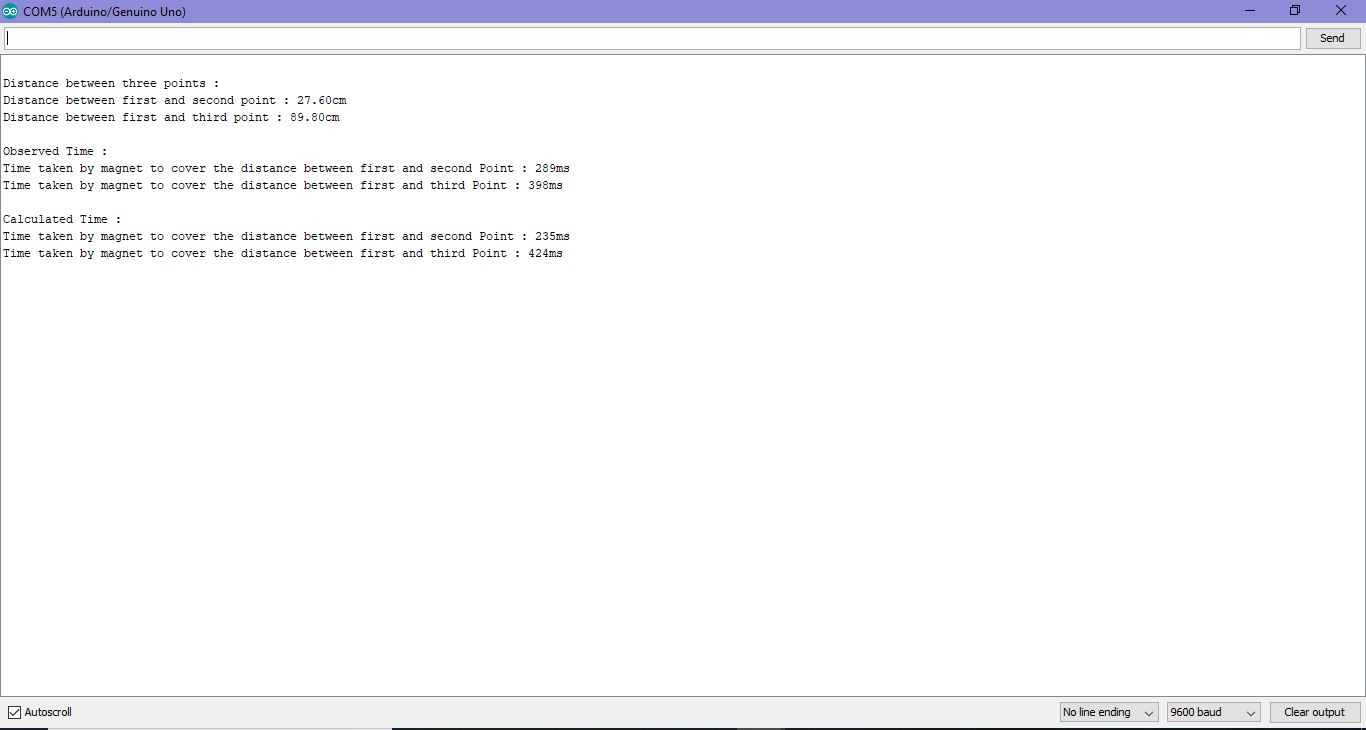 COM5 (Arduino/Genuino Uno)
Send
Distance between three points :
Distance between first and second point : 27.60cm
Distance between first and third point : 89.80cm
Observed Time :
Time taken by magnet to cover the distance between first and second Point : 289ms
Time taken by magnet to cover the distance between first and third Point : 398ms
Calculated Time :
Time taken by magnet to cover the distance between first and second Point : 235ms
Time taken by magnet to cover the distance between first and third Point : 424ms
Autoscroll
No line ending
9600 baud
Clear output